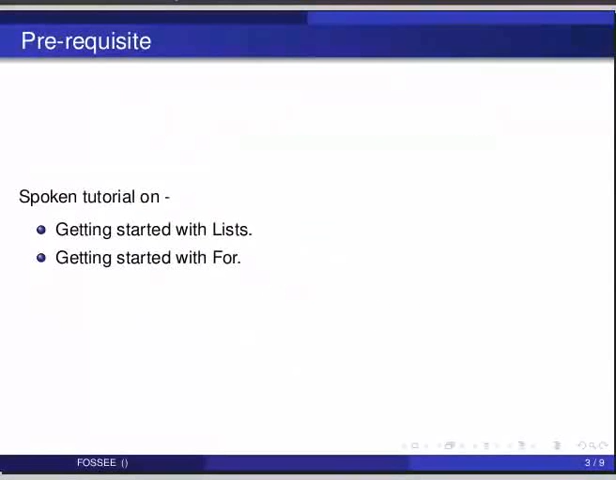 Pre-requisite
Spoken tutorial on -
Getting started with Lists.
Getting started with For.
FOSSEE ()
3 / 9